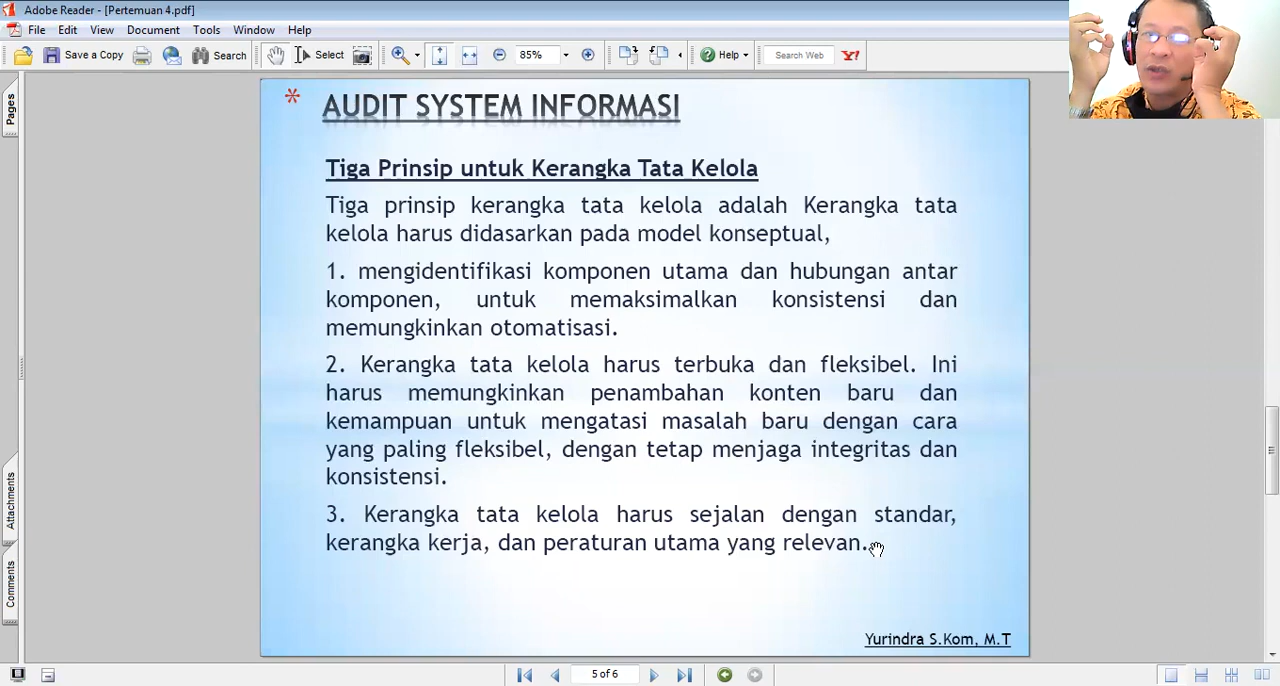 Adobe Reader - [Pertemuan 4.pdf]
File Edit View Document Tools Window Help
Save a Copy Search Select 85% Help Search Web Y!
Pages
Attachments
Comments
* AUDIT SYSTEM INFORMASI
Tiga Prinsip untuk Kerangka Tata Kelola
Tiga prinsip kerangka tata kelola adalah Kerangka tata
kelola harus didasarkan pada model konseptual,
1. mengidentifikasi komponen utama dan hubungan antar
komponen, untuk memaksimalkan konsistensi dan
memungkinkan otomatisasi.
2. Kerangka tata kelola harus terbuka dan fleksibel. Ini
harus memungkinkan penambahan konten baru dan
kemampuan untuk mengatasi masalah baru dengan cara
yang paling fleksibel, dengan tetap menjaga integritas dan
konsistensi.
3. Kerangka tata kelola harus sejalan dengan standar,
kerangka kerja, dan peraturan utama yang relevan.
Yurindra S.Kom, M.T
5 of 6